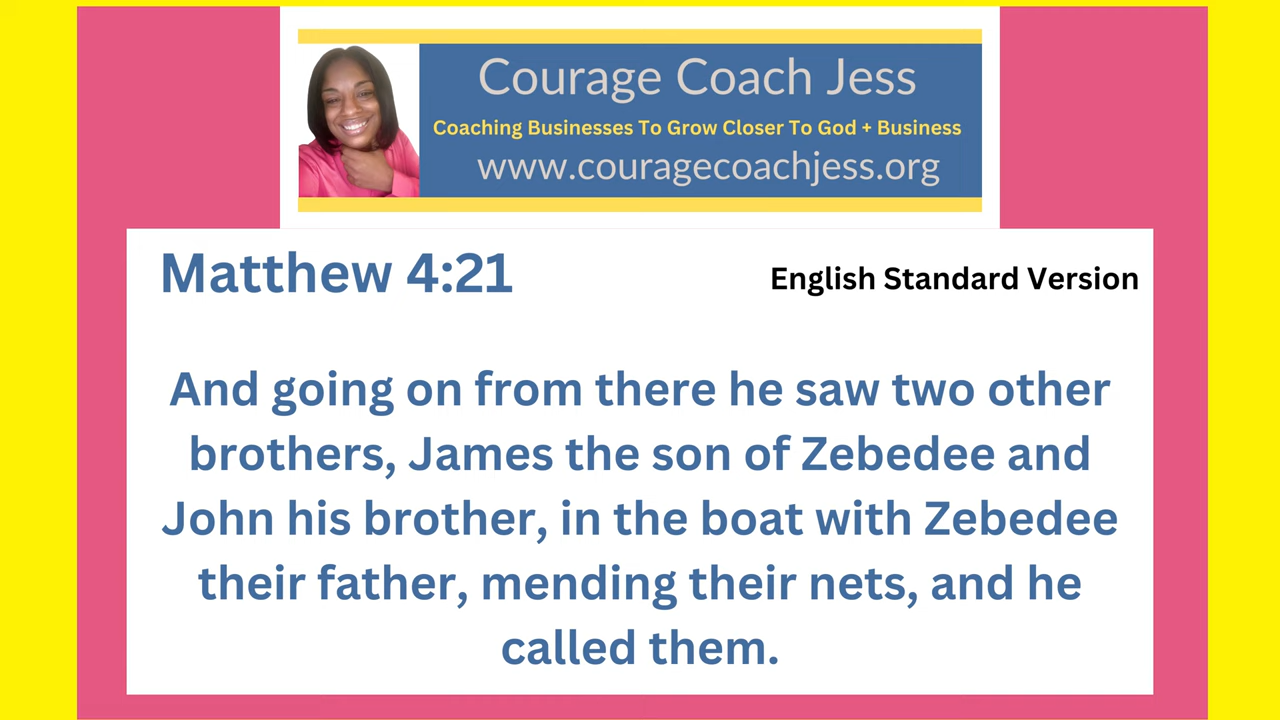 Courage Coach Jess
Coaching Businesses To Grow Closer To God + Business
www.couragecoachjess.org
Matthew 4:21
English Standard Version
And going on from there he saw two other
brothers, James the son of Zebedee and
John his brother, in the boat with Zebedee
their father, mending their nets, and he
called them.